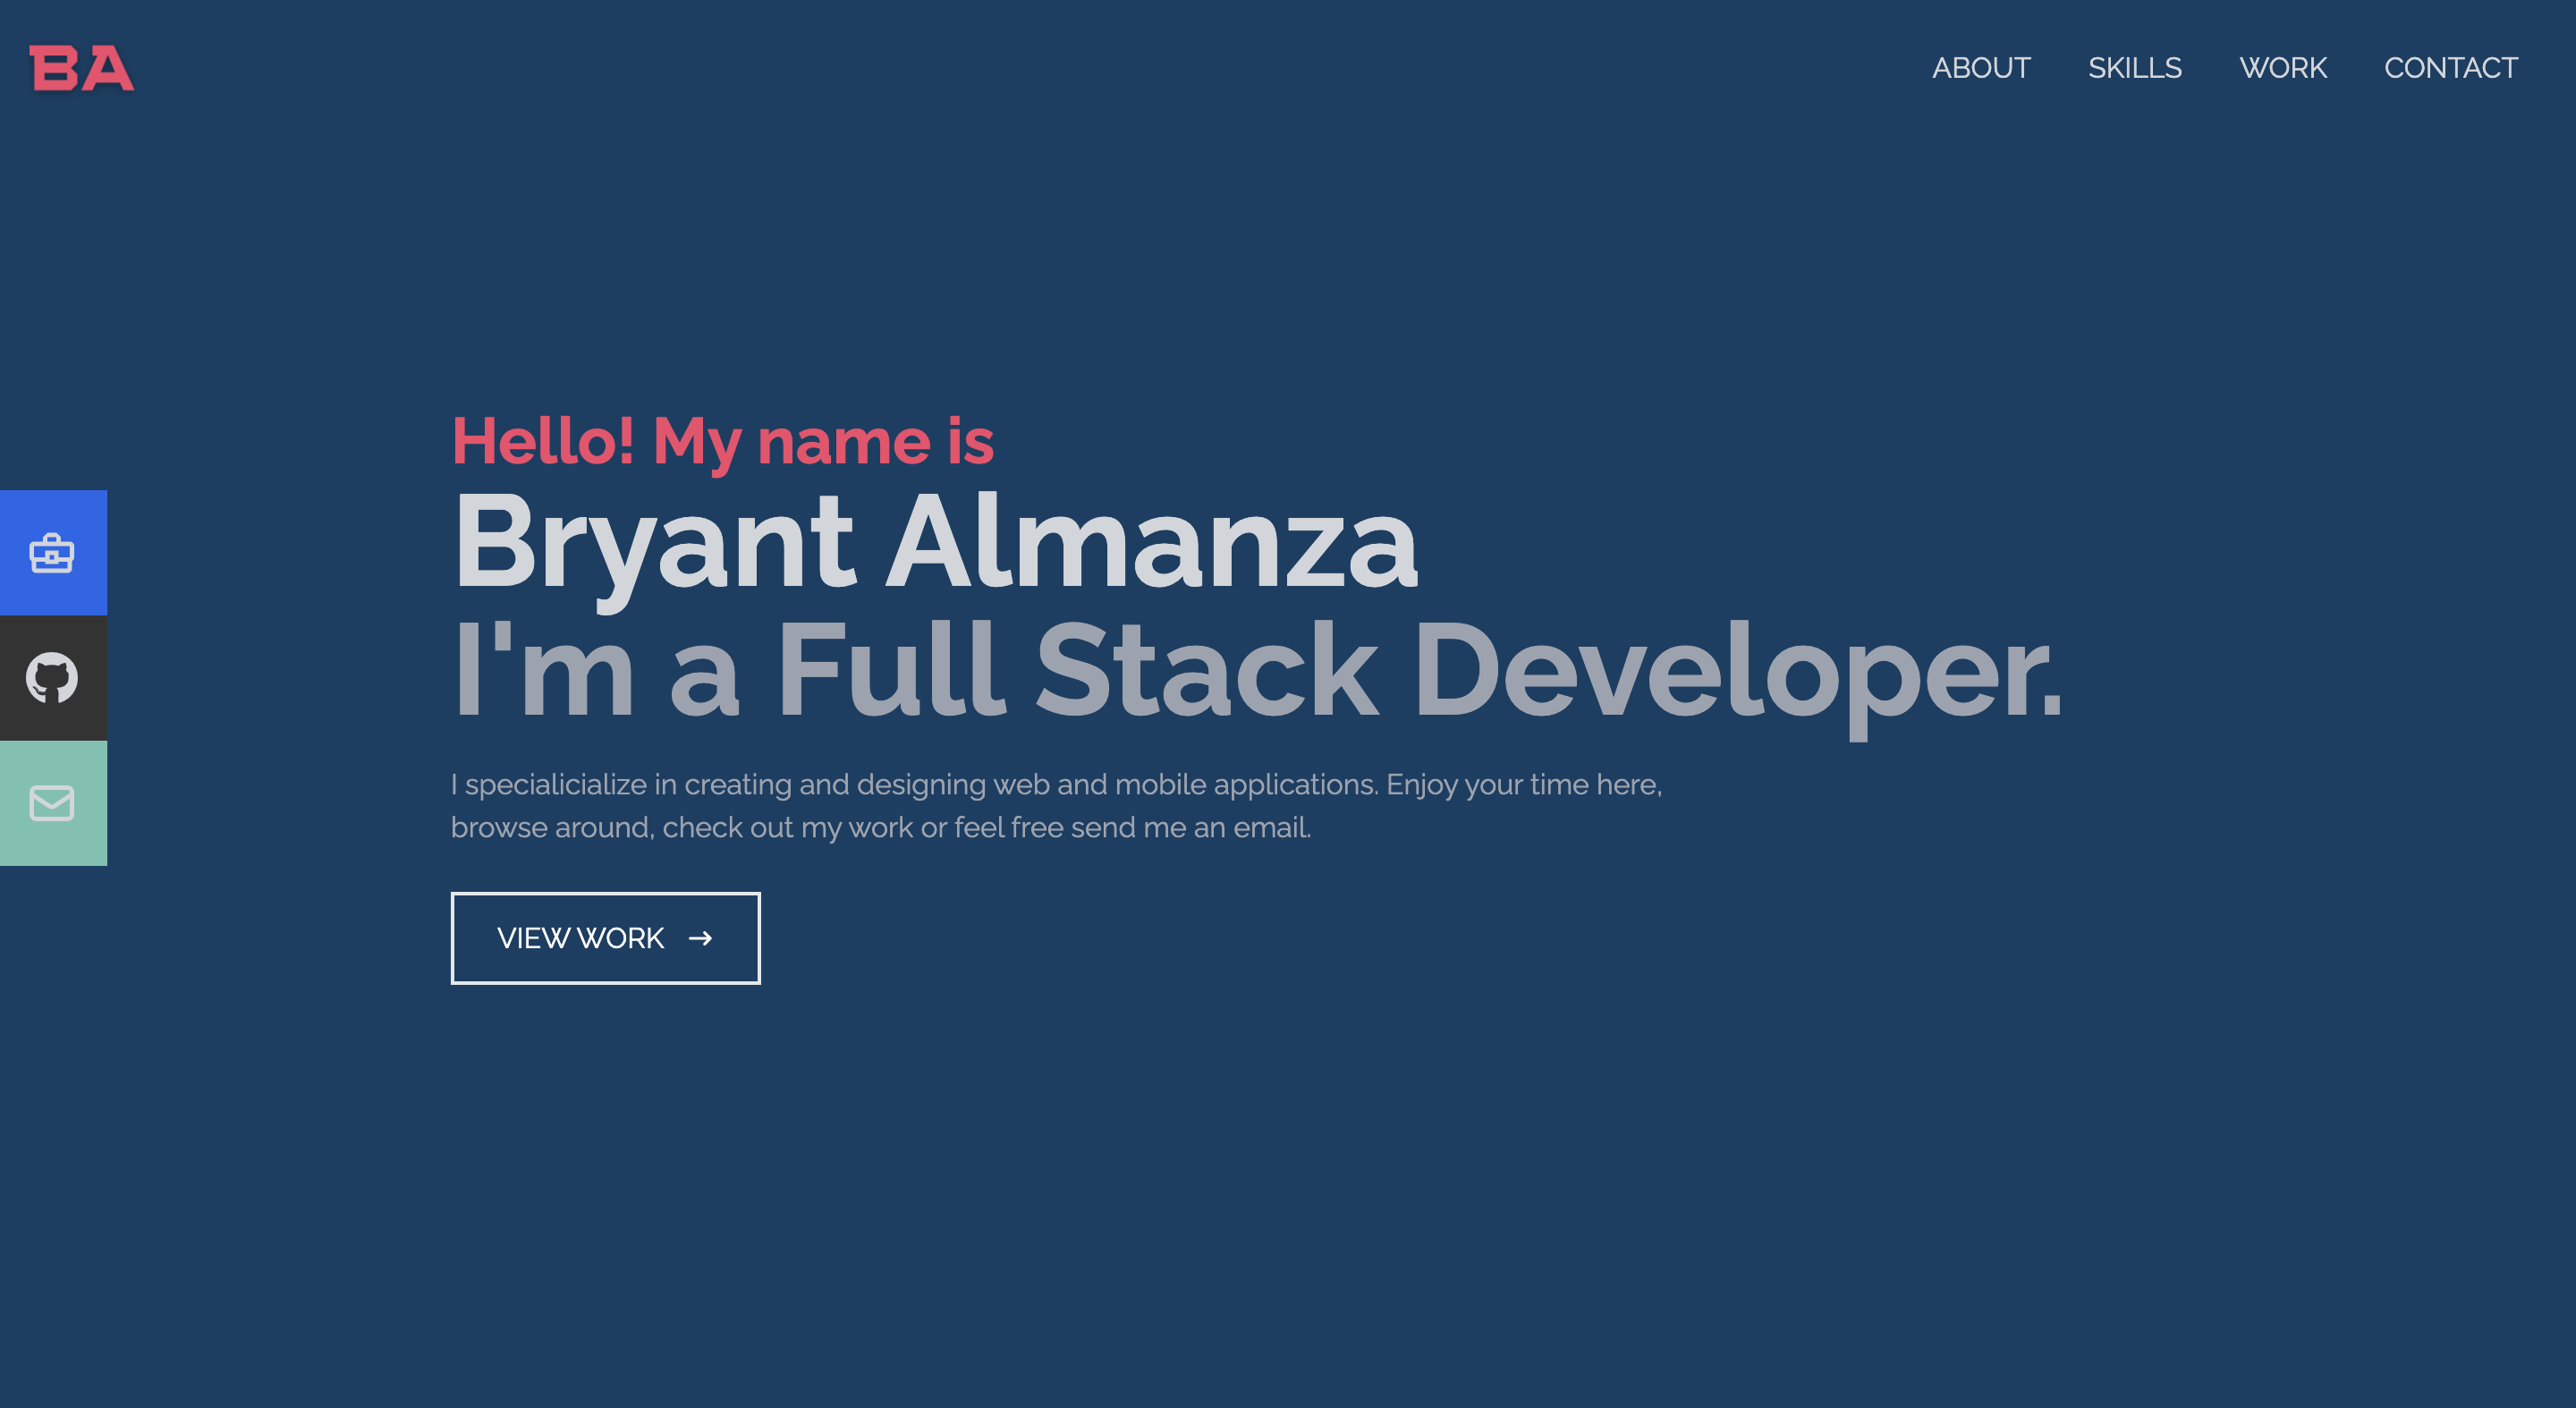 BA
ABOUT SKILLS WORK CONTACT
Hello! My name is
Bryant Almanza
I'm a Full Stack Developer.
I specialicialize in creating and designing web and mobile applications. Enjoy your time here,
browse around, check out my work or feel free send me an email.
VIEW WORK